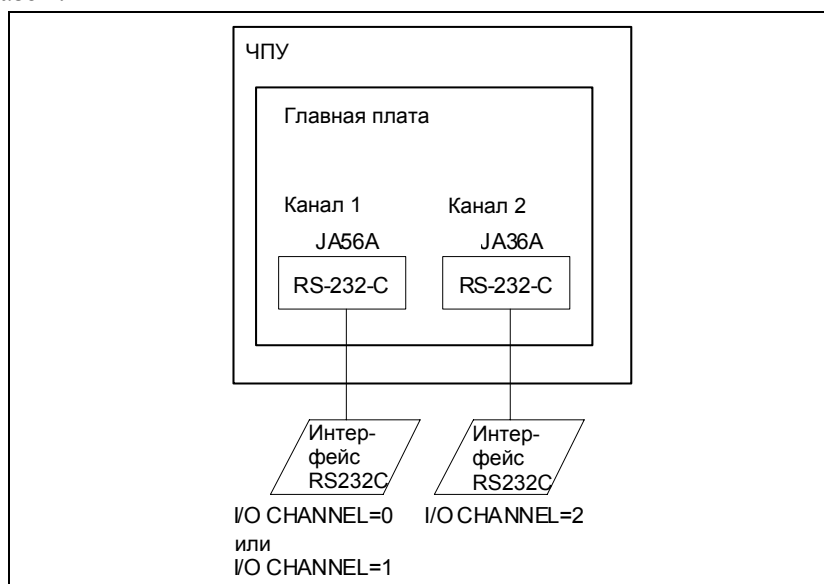 ЧПУ
Главная плата
Канал 1 Канал 2
JA56A JA36A
RS-232-C RS-232-C
Интер-
фейс
RS232C
Интер-
фейс
RS232C
I/O CHANNEL=0
или
I/O CHANNEL=1
I/O CHANNEL=2